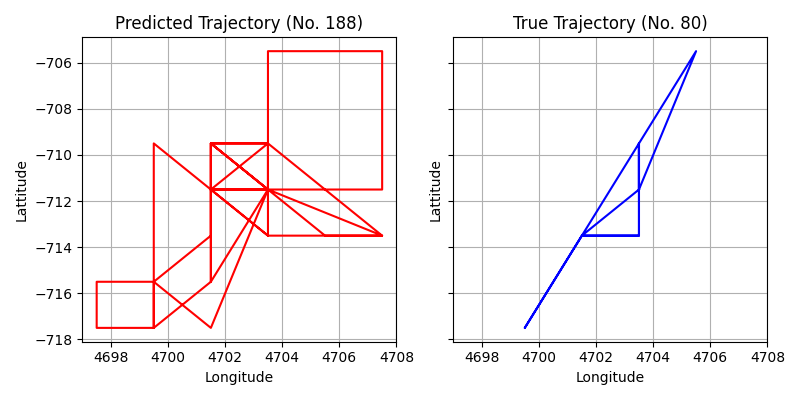 Predicted Trajectory (No. 188)
True Trajectory (No. 80)
−706
−708
−710
−712
−714
−716
−718
Lattitude
Lattitude
4698 4700 4702 4704 4706 4708
4698 4700 4702 4704 4706 4708
Longitude
Longitude